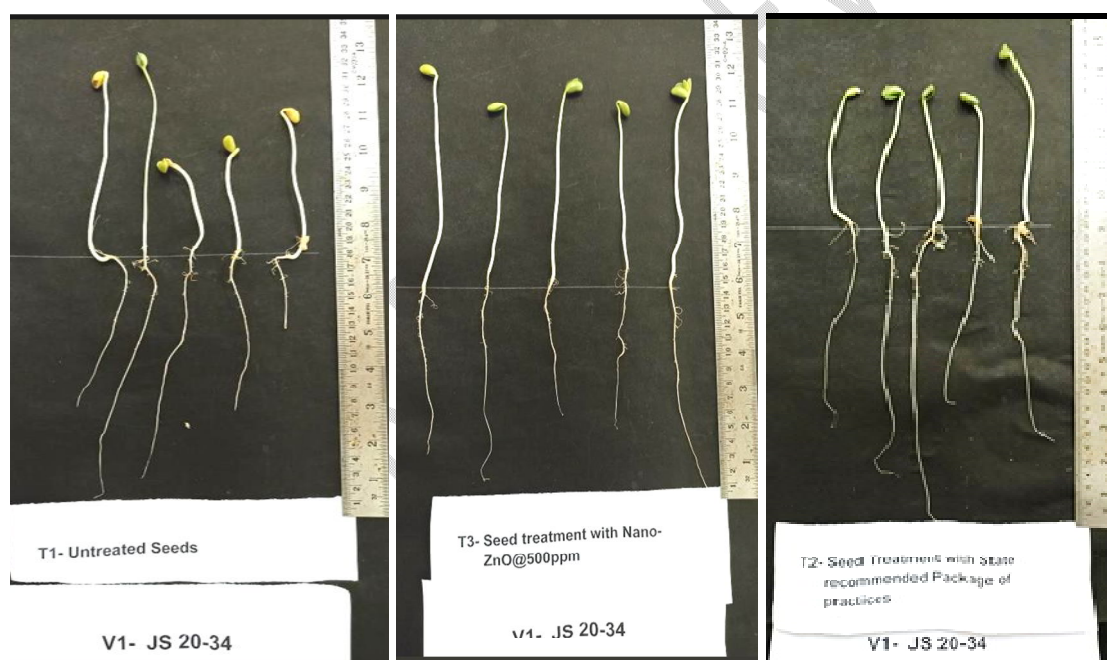 T1- Untreated Seeds
V1- JS 20-34
T3- Seed treatment with Nano-
ZnO@500ppm
V1- JS 20-34
T2- Seed Treatment with State
recommended Package of
practices
V1- JS 20-34